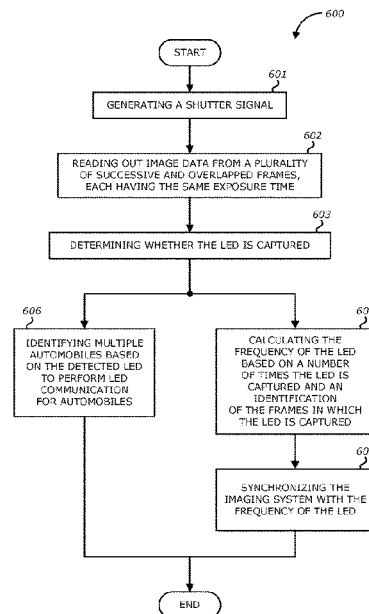 600
START
601
GENERATING A SHUTTER SIGNAL
602
READING OUT IMAGE DATA FROM A PLURALITY
OF SUCCESSIVE AND OVERLAPPED FRAMES,
EACH HAVING THE SAME EXPOSURE TIME
603
DETERMINING WHETHER THE LED IS CAPTURED
606
IDENTIFYING MULTIPLE
AUTOMOBILES BASED
ON THE DETECTED LED
TO PERFORM LED
COMMUNICATION
FOR AUTOMOBILES
60
CALCULATING THE
FREQUENCY OF THE LED
BASED ON A NUMBER
OF TIMES THE LED IS
CAPTURED AND AN
IDENTIFICATION
OF THE FRAMES IN WHICH
THE LED IS CAPTURED
60
SYNCHRONIZING THE
IMAGING SYSTEM WITH THE
FREQUENCY OF THE LED
END